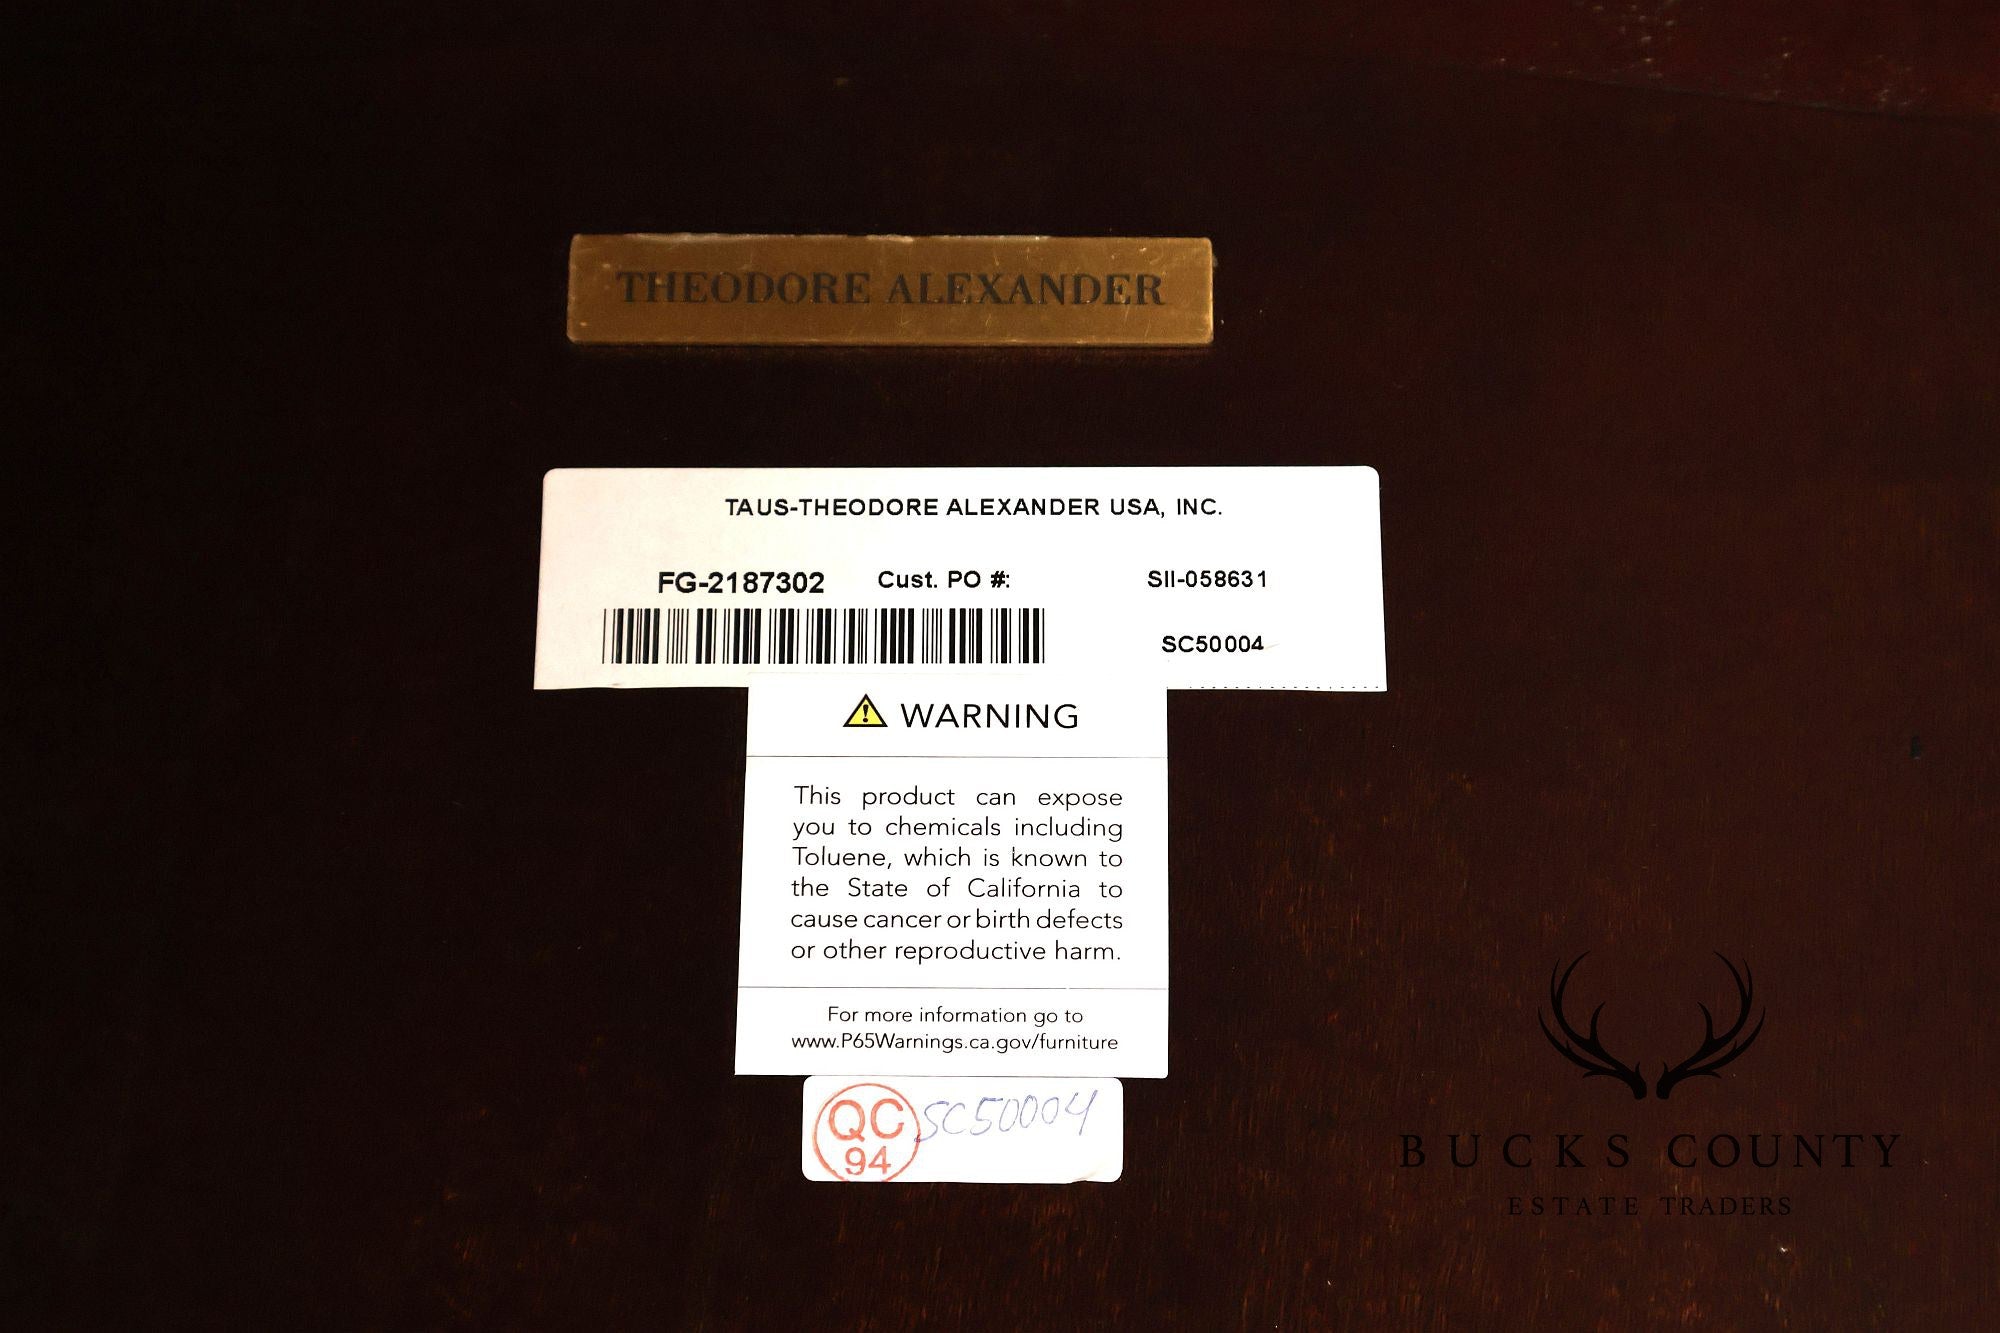 THEODORE ALEXANDER
TAUS-THEODORE ALEXANDER USA, INC.
FG-2187302 Cust. PO #: SII-058631
SC50004
WARNING
This product can expose
you to chemicals including
Toluene, which is known to
the State of California to
cause cancer or birth defects
or other reproductive harm.
For more information go to
www.P65Warnings.ca.gov/furniture
QC SC50004
94
BUCKS COUNTY
ESTATE TRADERS